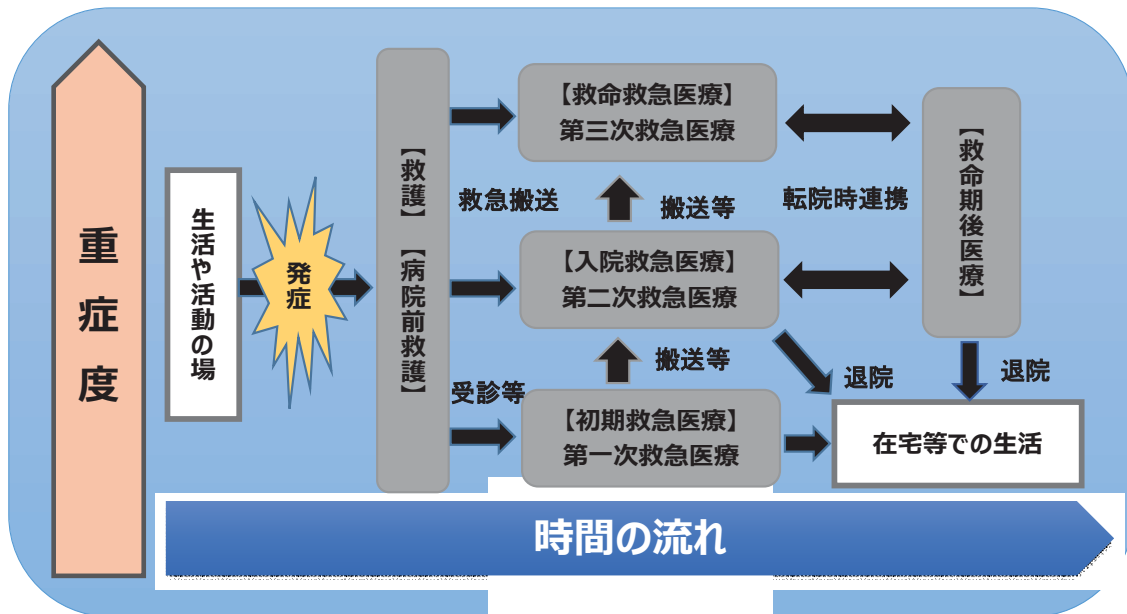 重症度
生活や活動の場
発症
【救護】【病院前救護】
救急搬送
受診等
【救命救急医療】
第三次救急医療
搬送等
【入院救急医療】
第二次救急医療
搬送等
【初期救急医療】
第一次救急医療
転院時連携
【救命期後医療】
退院
退院
在宅等での生活
時間の流れ